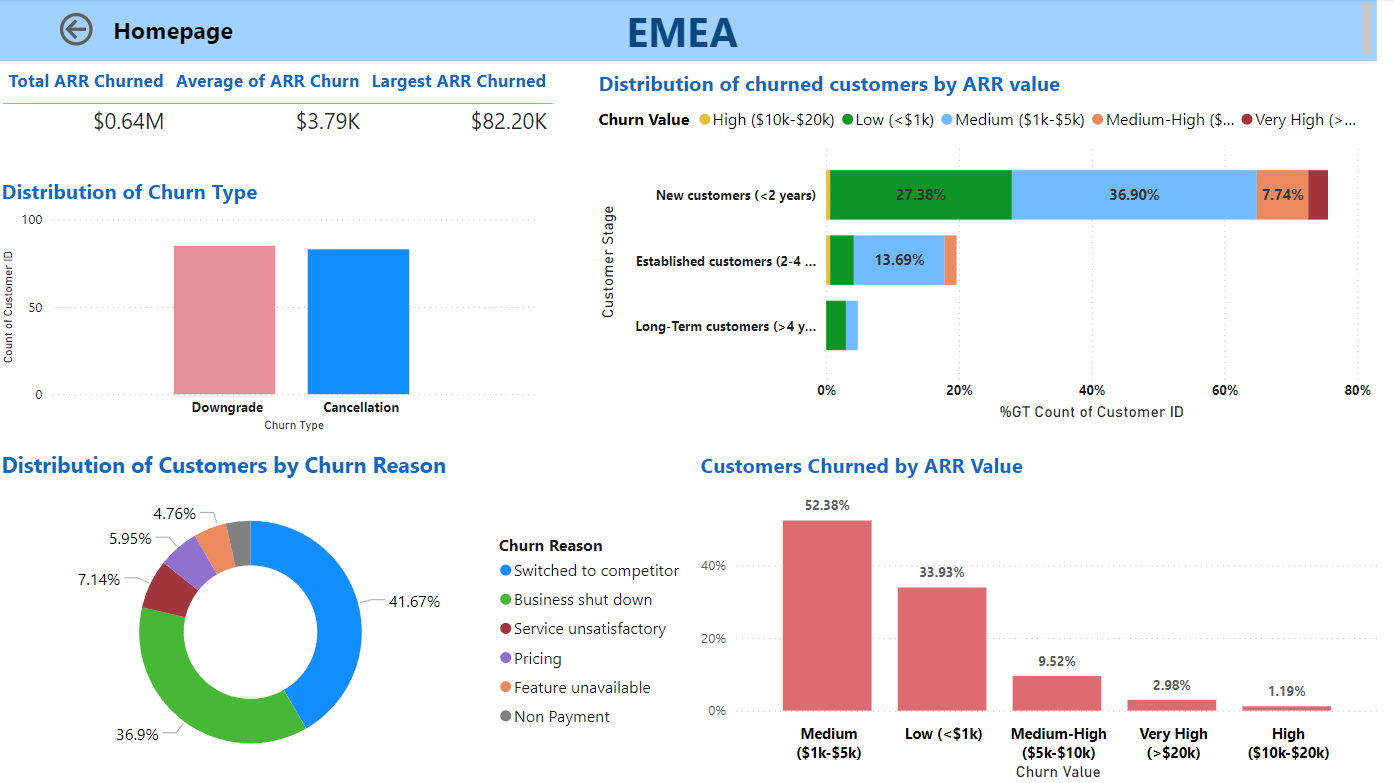 Homepage
EMEA
Total ARR Churned Average of ARR Churn Largest ARR Churned
$0.64M $3.79K $82.20K
Distribution of churned customers by ARR value
Churn Value High ($10k-$20k) Low (<$1k) Medium ($1k-$5k) Medium-High ($... Very High (>...
Customer Stage
New customers (<2 years)
27.38% 36.90% 7.74%
Established customers (2-4 ...
13.69%
Long-Term customers (>4 y...
0% 20% 40% 60% 80%
%GT Count of Customer ID
Distribution of Churn Type
Count of Customer ID
100
50
0
Downgrade Cancellation
Churn Type
Distribution of Customers by Churn Reason
4.76%
5.95%
7.14%
41.67%
36.9%
Churn Reason
Switched to competitor
Business shut down
Service unsatisfactory
Pricing
Feature unavailable
Non Payment
Customers Churned by ARR Value
52.38%
33.93%
9.52%
2.98%
1.19%
40%
20%
0%
Medium Low (<$1k) Medium-High Very High High
($1k-$5k) ($5k-$10k) (>$20k) ($10k-$20k)
Churn Value